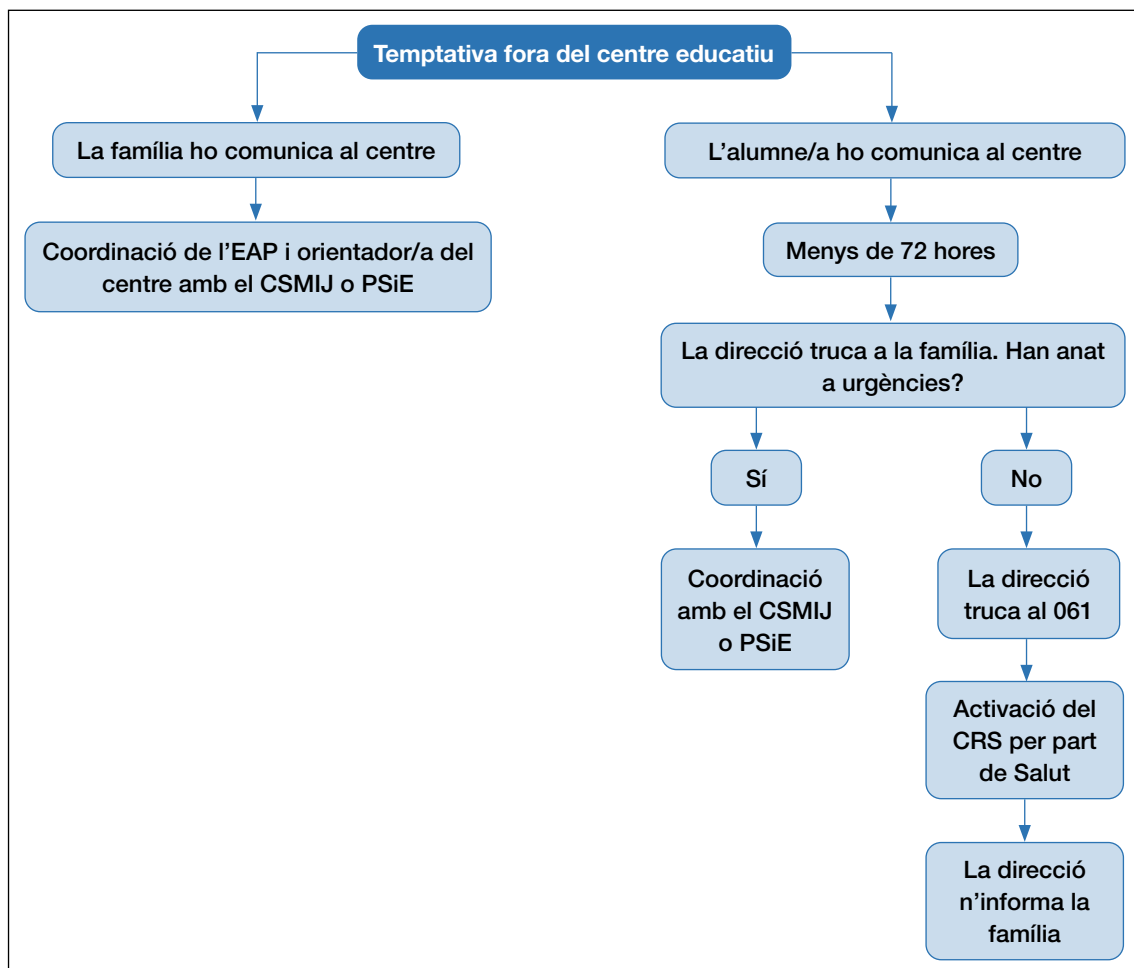 Temptativa fora del centre educatiu
La família ho comunica al centre
Coordinació de l’EAP i orientador/a del
centre amb el CSMIJ o PSiE
L’alumne/a ho comunica al centre
Menys de 72 hores
La direcció truca a la família. Han anat
a urgències?
Sí
Coordinació
amb el CSMIJ
o PSiE
No
La direcció
truca al 061
Activació del
CRS per part
de Salut
La direcció
n’informa la
família